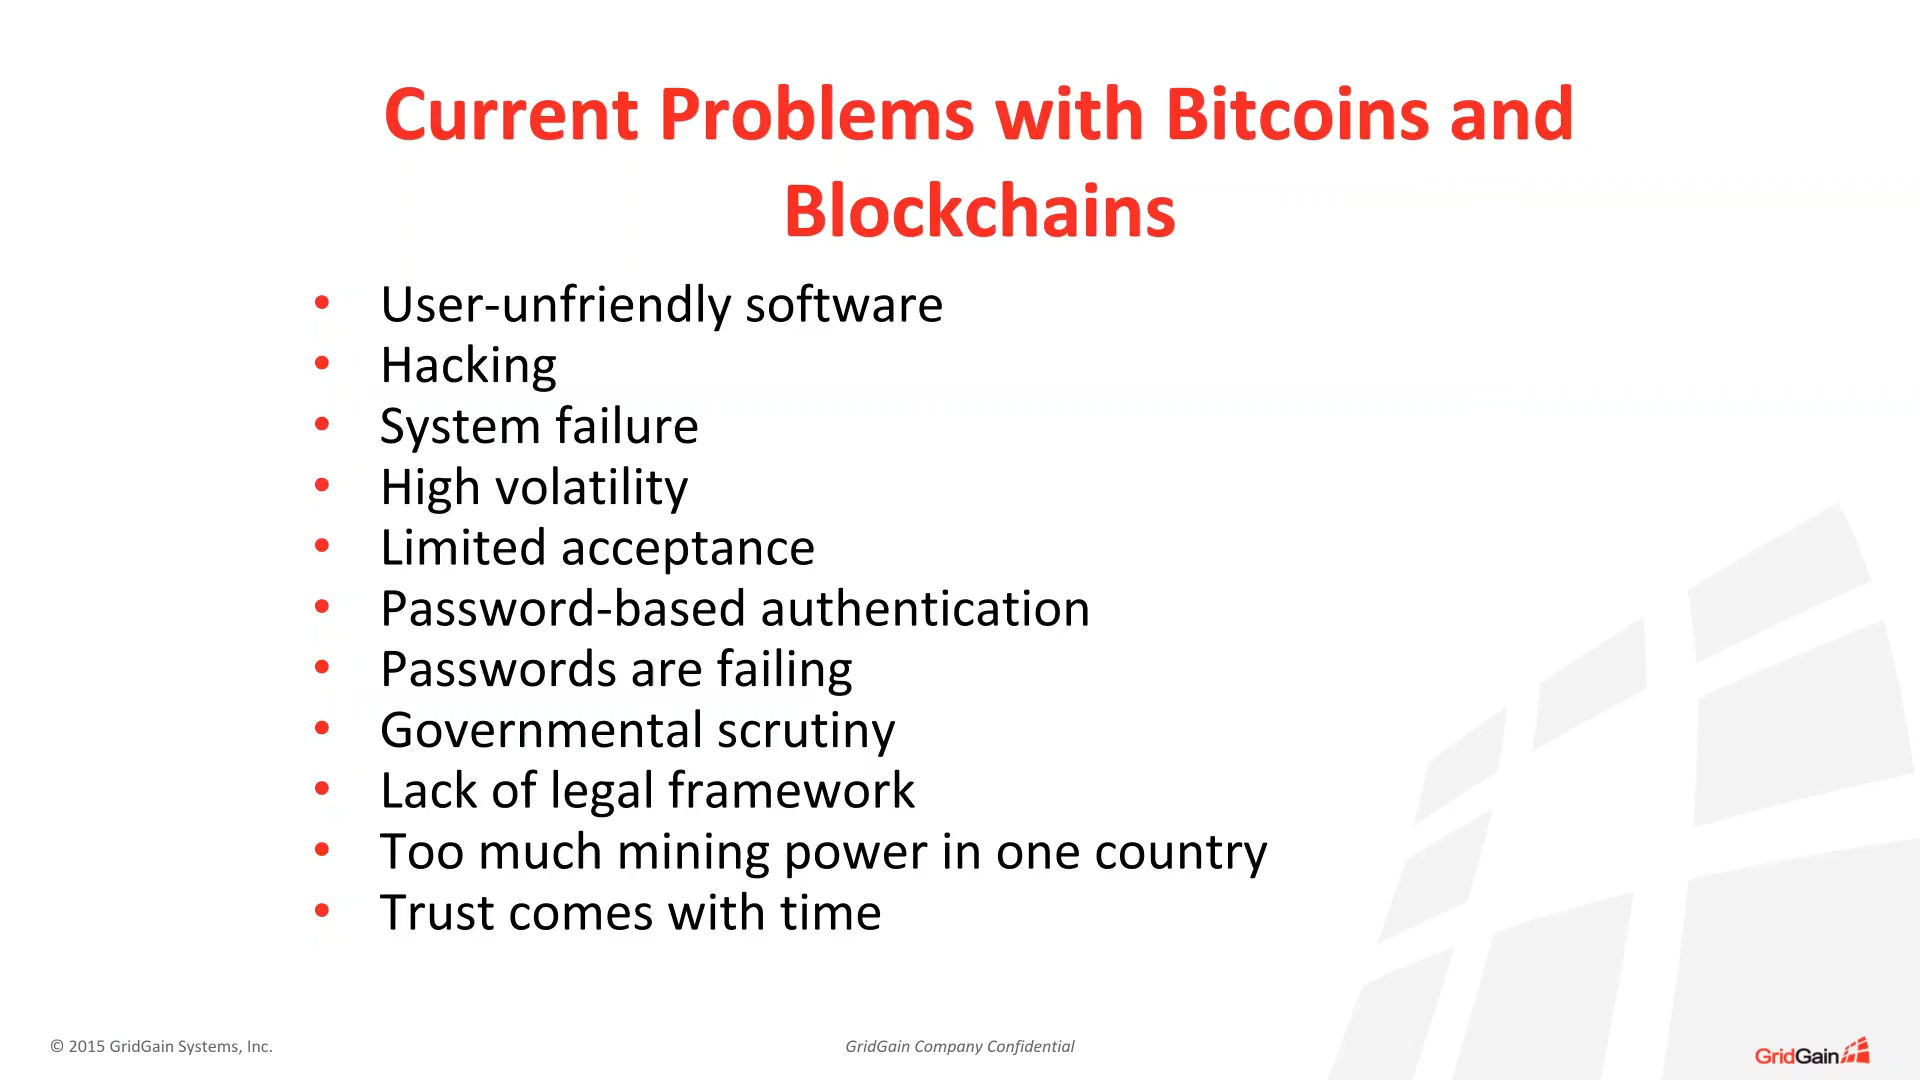 Current Problems with Bitcoins and
Blockchains
• User-unfriendly software
• Hacking
• System failure
• High volatility
• Limited acceptance
• Password-based authentication
• Passwords are failing
• Governmental scrutiny
• Lack of legal framework
• Too much mining power in one country
• Trust comes with time
© 2015 GridGain Systems, Inc.
GridGain Company Confidential
GridGain